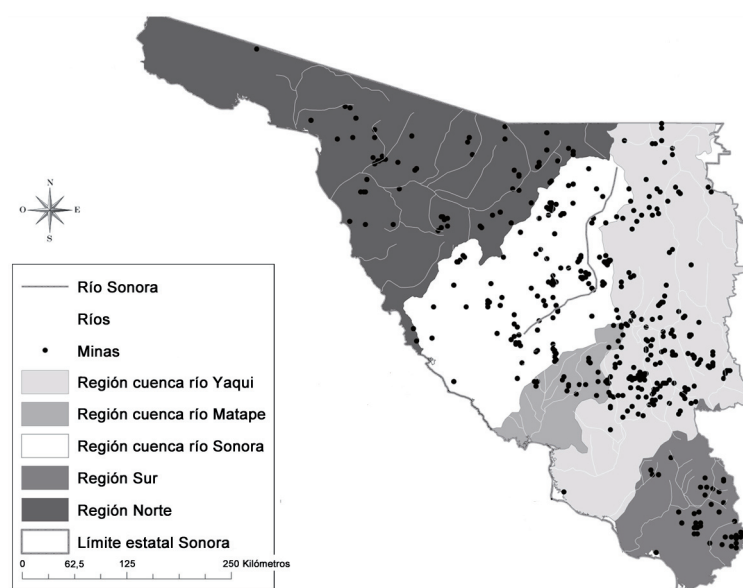 N
O E
S
Río Sonora
Ríos
Minas
Región cuenca río Yaqui
Región cuenca río Matape
Región cuenca río Sonora
Región Sur
Región Norte
Límite estatal Sonora
0 62,5 125 250 Kilómetros